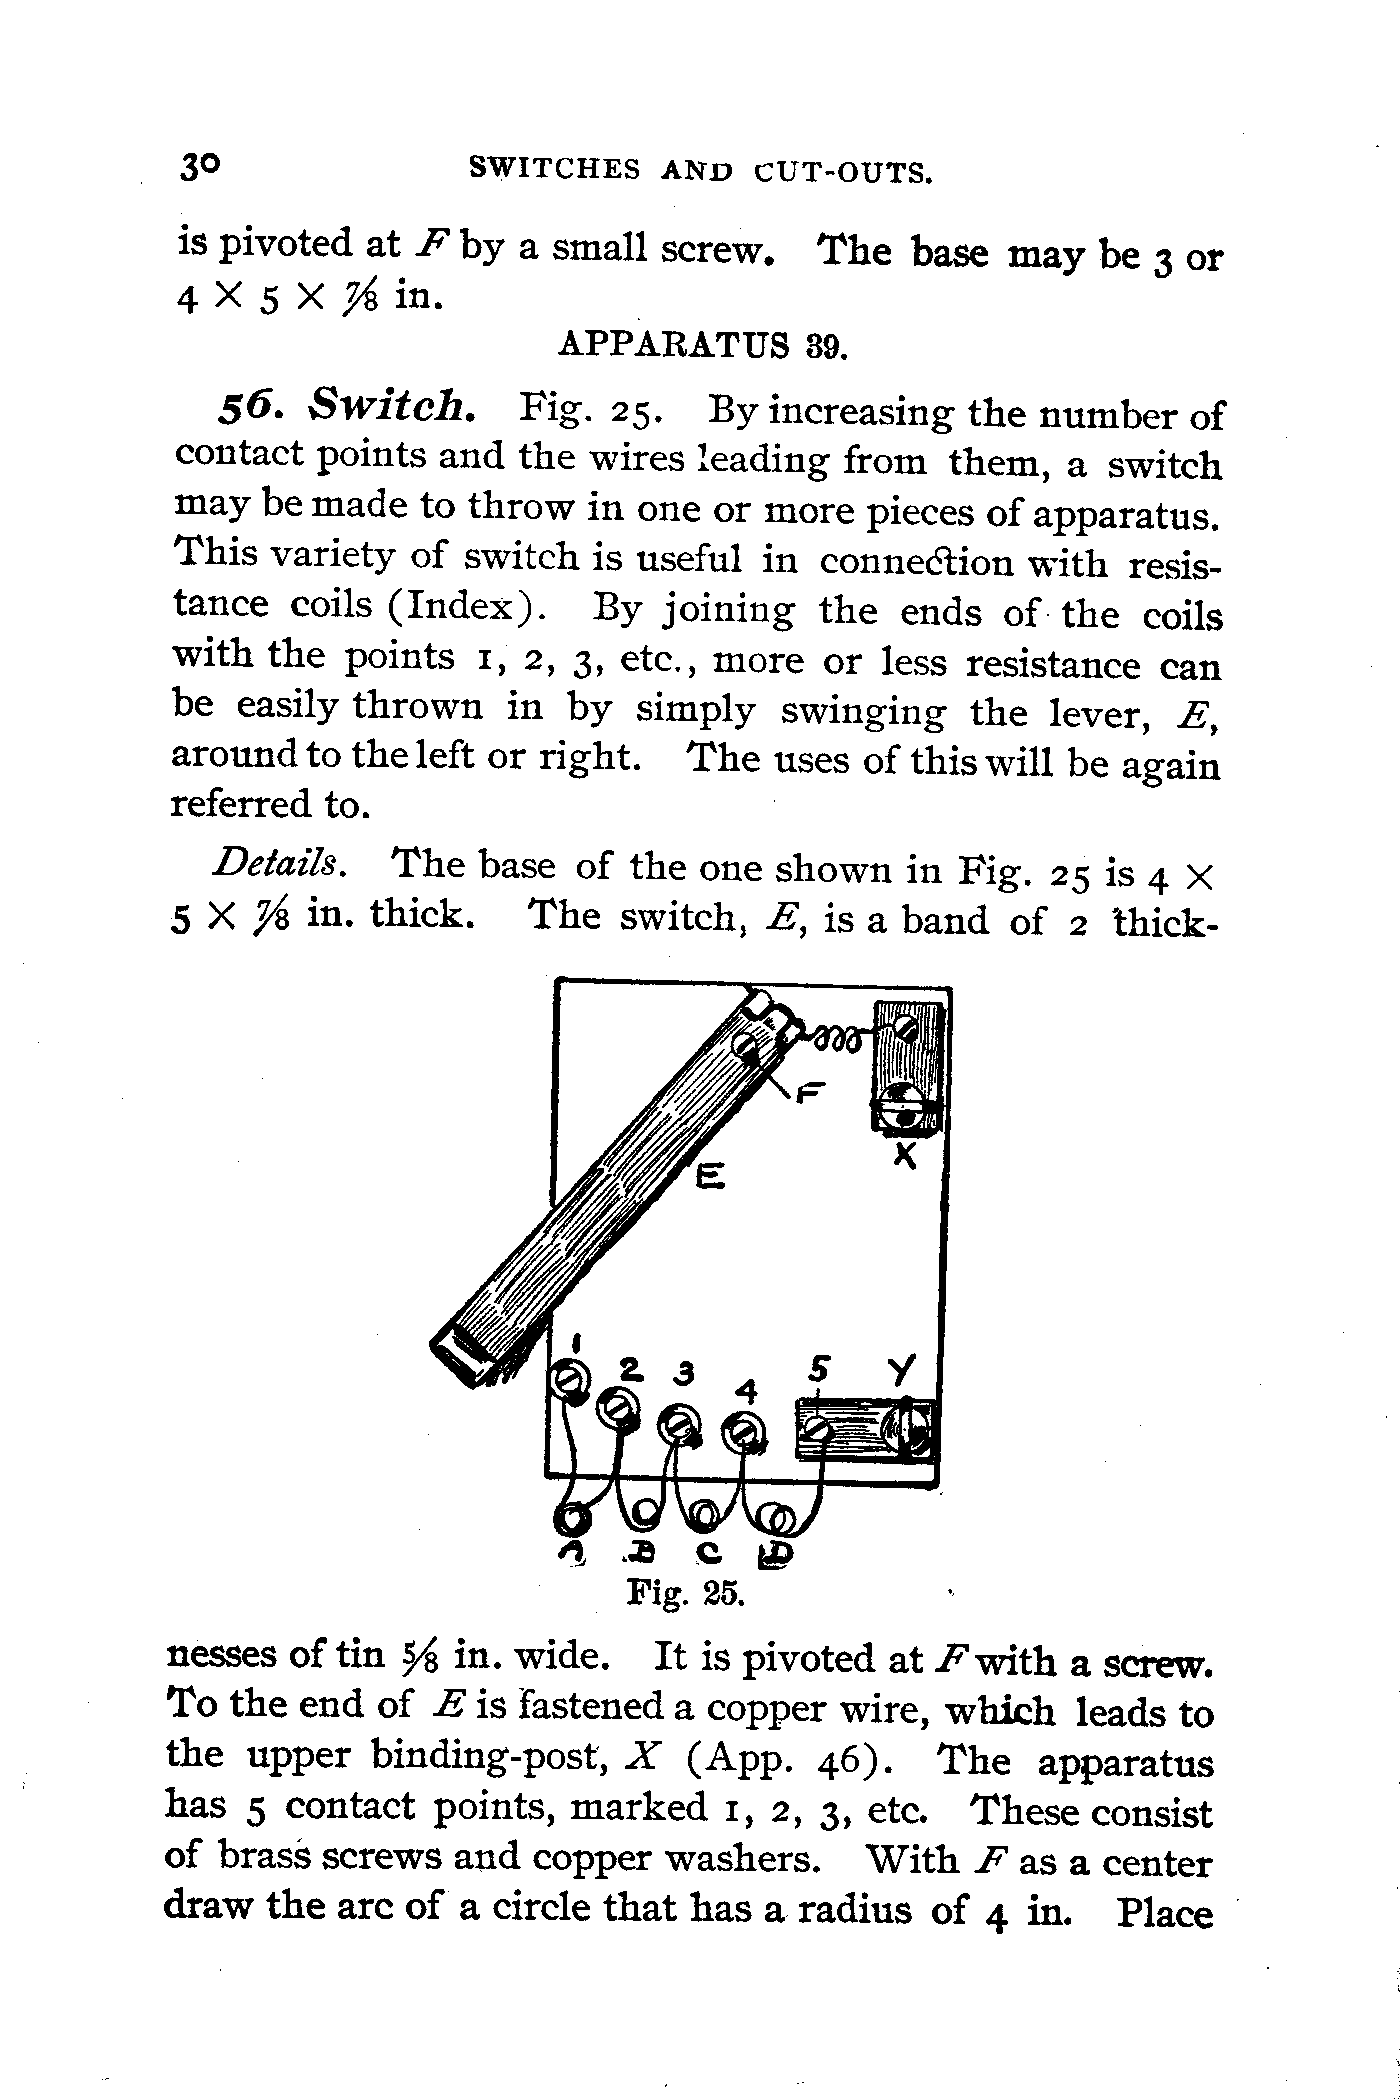 30 SWITCHES AND CUT-OUTS.
is pivoted at F by a small screw. The base may be 3 or
4 × 5 × ⅞ in.
APPARATUS 39.
56. Switch. Fig. 25. By increasing the number of
contact points and the wires leading from them, a switch
may be made to throw in one or more pieces of apparatus.
This variety of switch is useful in connection with resis-
tance coils (Index). By joining the ends of the coils
with the points 1, 2, 3, etc., more or less resistance can
be easily thrown in by simply swinging the lever, E,
around to the left or right. The uses of this will be again
referred to.
Details. The base of the one shown in Fig. 25 is 4 ×
5 × ⅞ in. thick. The switch, E, is a band of 2 thick-
F
X
E
1 2 3 4 5 Y
A B C D
Fig. 25.
nesses of tin ⅝ in. wide. It is pivoted at F with a screw.
To the end of E is fastened a copper wire, which leads to
the upper binding-post, X (App. 46). The apparatus
has 5 contact points, marked 1, 2, 3, etc. These consist
of brass screws and copper washers. With F as a center
draw the arc of a circle that has a radius of 4 in. Place